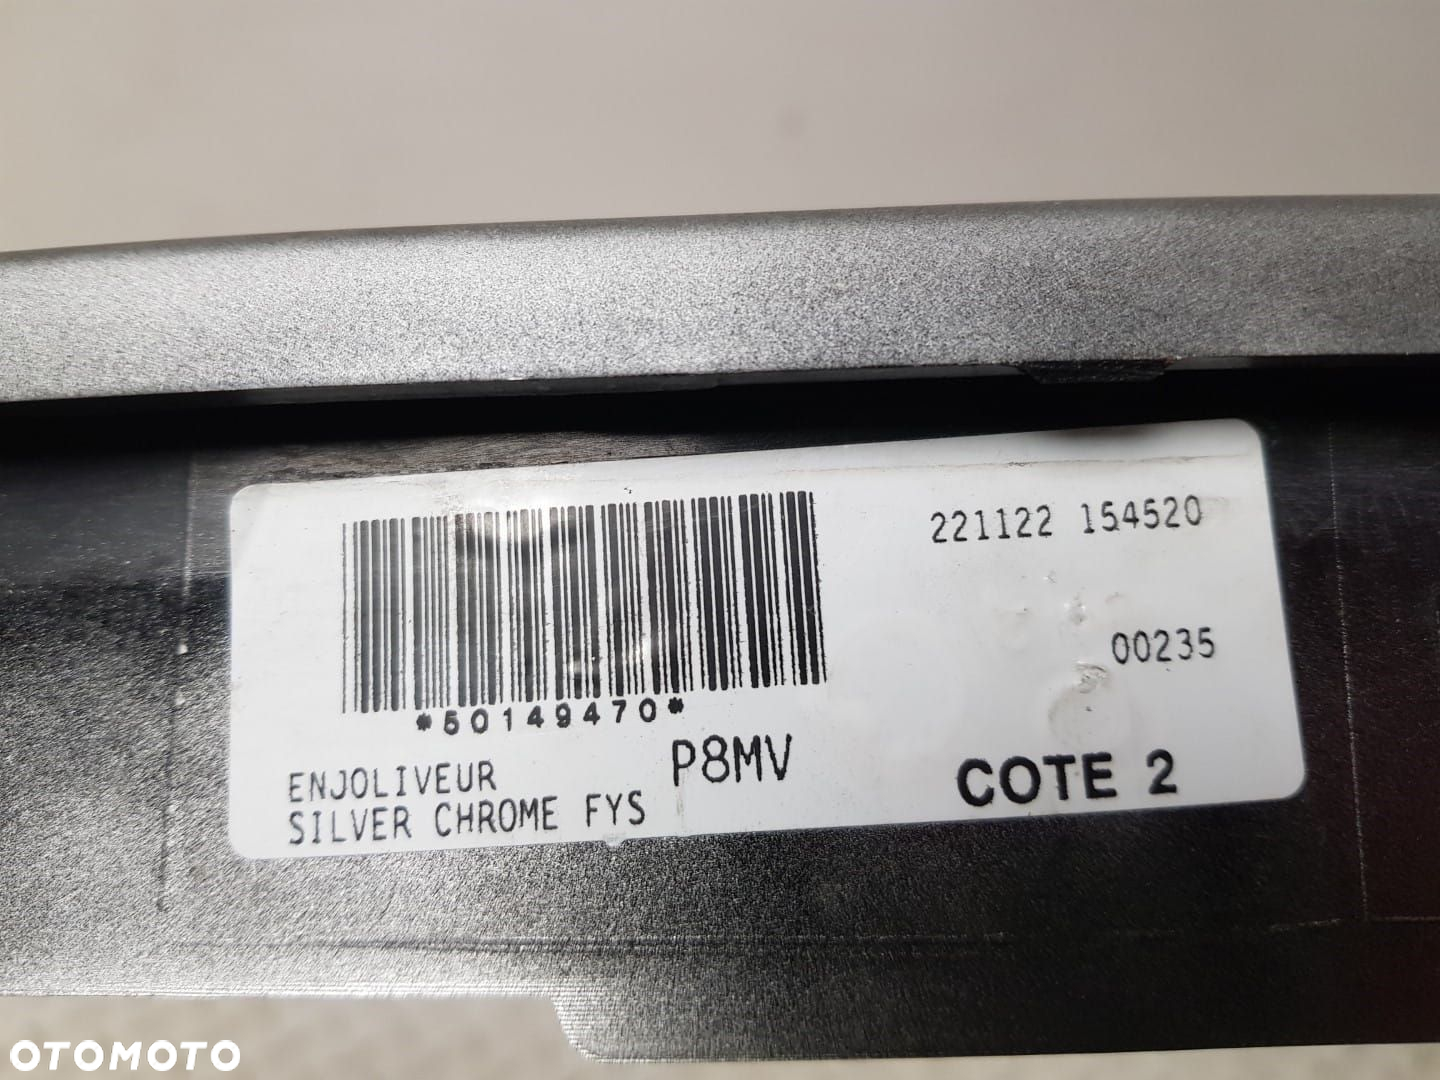 221122 154520
00235
*50149470*
P8MV
ENJOLIVEUR
SILVER CHROME FYS
COTE 2
OTOMOTO